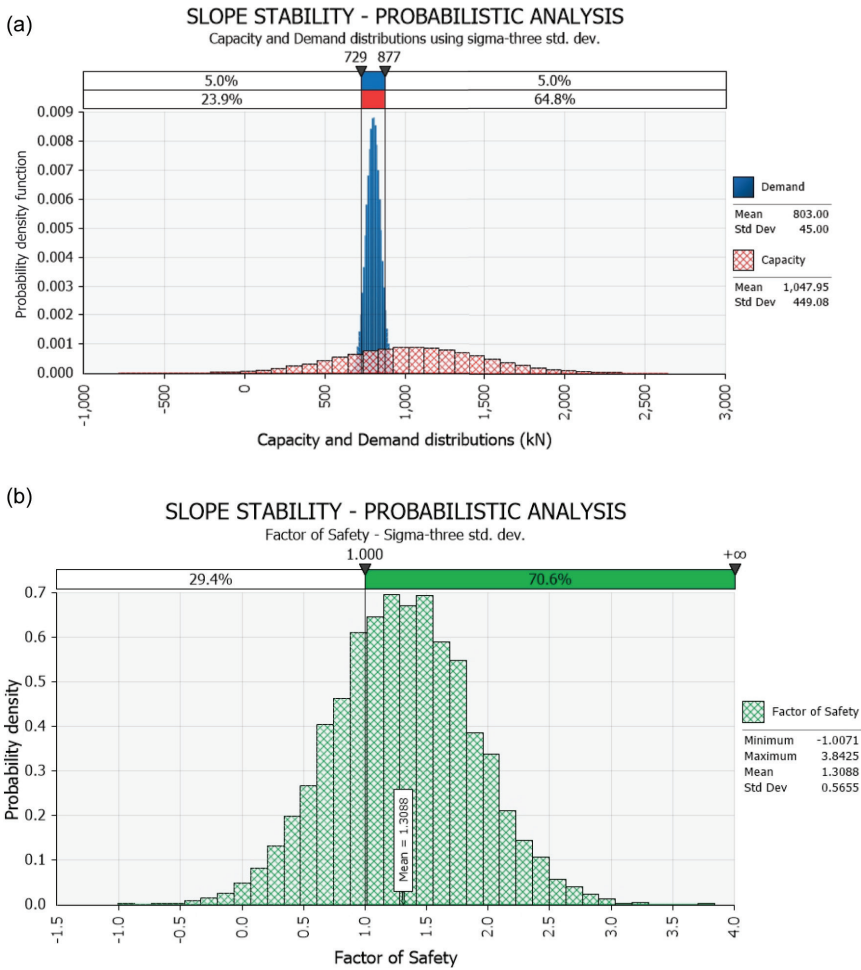 (a)
SLOPE STABILITY - PROBABILISTIC ANALYSIS
Capacity and Demand distributions using sigma-three std. dev.
729 877
5.0% 5.0%
23.9% 64.8%
Probability density function
0.009
0.008
0.007
0.006
0.005
0.004
0.003
0.002
0.001
0.000
-1,000
-500
0
500
1,000
1,500
2,000
2,500
3,000
Capacity and Demand distributions (kN)
Demand
Mean 803.00
Std Dev 45.00
Capacity
Mean 1,047.95
Std Dev 449.08
(b)
SLOPE STABILITY - PROBABILISTIC ANALYSIS
Factor of Safety - Sigma-three std. dev.
1.000 +∞
29.4% 70.6%
Probability density
0.7
0.6
0.5
0.4
0.3
0.2
0.1
0.0
Mean = 1.3088
-1.5
-1.0
-0.5
0.0
0.5
1.0
1.5
2.0
2.5
3.0
3.5
4.0
Factor of Safety
Factor of Safety
Minimum -1.0071
Maximum 3.8425
Mean 1.3088
Std Dev 0.5655